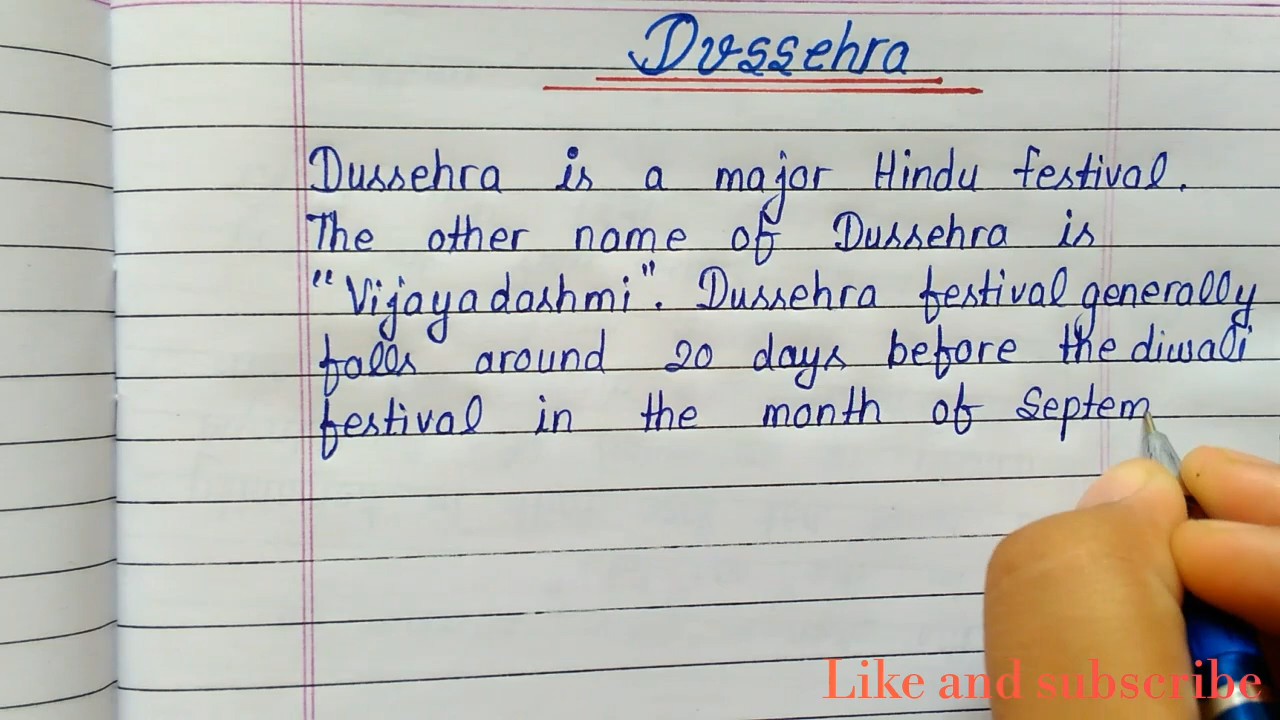 Dussehra
Dussehra is a major Hindu festival.
The other name of Dussehra is
"Vijayadashmi". Dussehra festival generally
falls around 20 days before the diwali
festival in the month of Septem
Like and subscribe